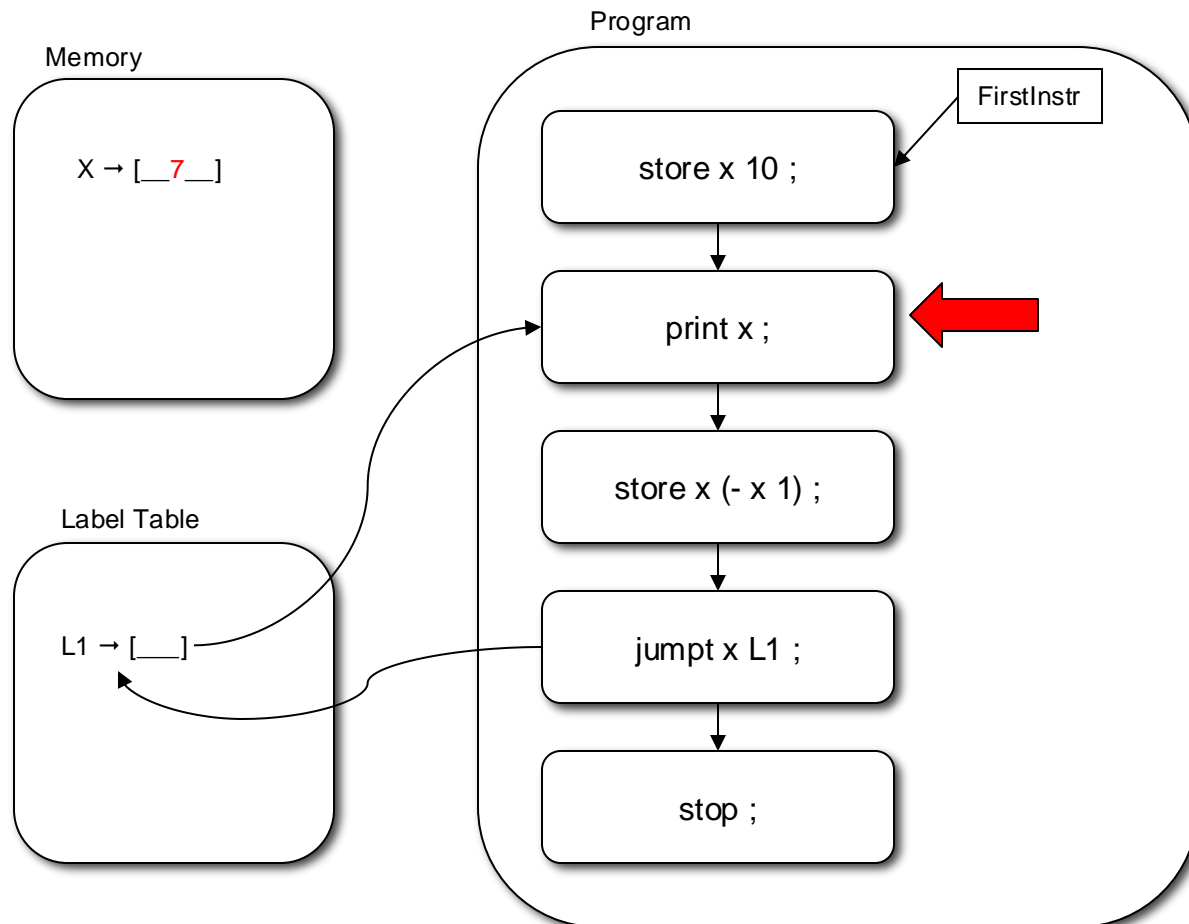 Program
Memory
FirstInstr
X → [__7__]
store x 10 ;
print x ;
store x (- x 1) ;
Label Table
L1 → [___]
jumpt x L1 ;
stop ;